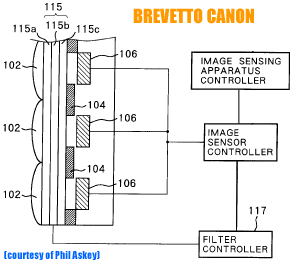 BREVETTO CANON
115
115a 115b 115c
106
102
104
106
102
104
106
102
IMAGE SENSING
APPARATUS
CONTROLLER
IMAGE
SENSOR
CONTROLLER
117
FILTER
CONTROLLER
(courtesy of Phil Askey)